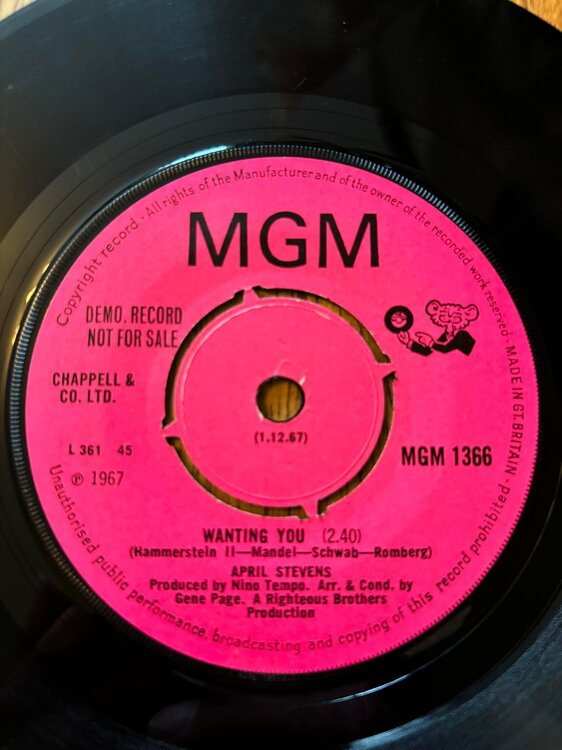 Copyright record - All rights of the Manufacturer and of the owner of the recorded work reserved - MADE IN GT. BRITAIN -
MGM
DEMO. RECORD
NOT FOR SALE
CHAPPELL &
CO. LTD.
L 361 45
℗ 1967
(1.12.67)
MGM 1366
WANTING YOU (2.40)
(Hammerstein II—Mandel—Schwab—Romberg)
APRIL STEVENS
Produced by Nino Tempo. Arr. & Cond. by
Gene Page. A Righteous Brothers
Production
Unauthorised public performance broadcasting and copying of this record prohibited -